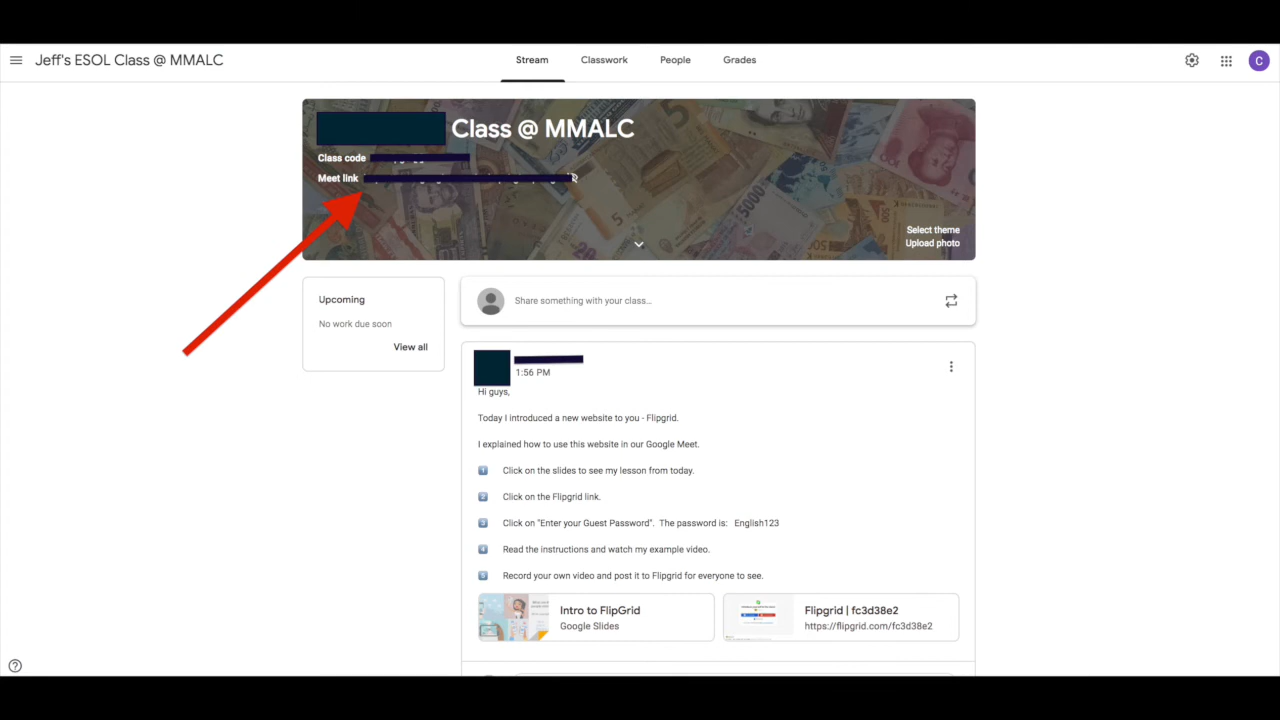 Jeff's ESOL Class @ MMALC
Stream
Classwork
People
Grades
C
Class @ MMALC
Class code
Meet link
Select theme
Upload photo
Upcoming
No work due soon
View all
Share something with your class...
1:56 PM
Hi guys,
Today I introduced a new website to you - Flipgrid.
I explained how to use this website in our Google Meet.
1 Click on the slides to see my lesson from today.
2 Click on the Flipgrid link.
3 Click on "Enter your Guest Password". The password is: English123
4 Read the instructions and watch my example video.
5 Record your own video and post it to Flipgrid for everyone to see.
Intro to FlipGrid
Google Slides
Flipgrid | fc3d38e2
https://flipgrid.com/fc3d38e2